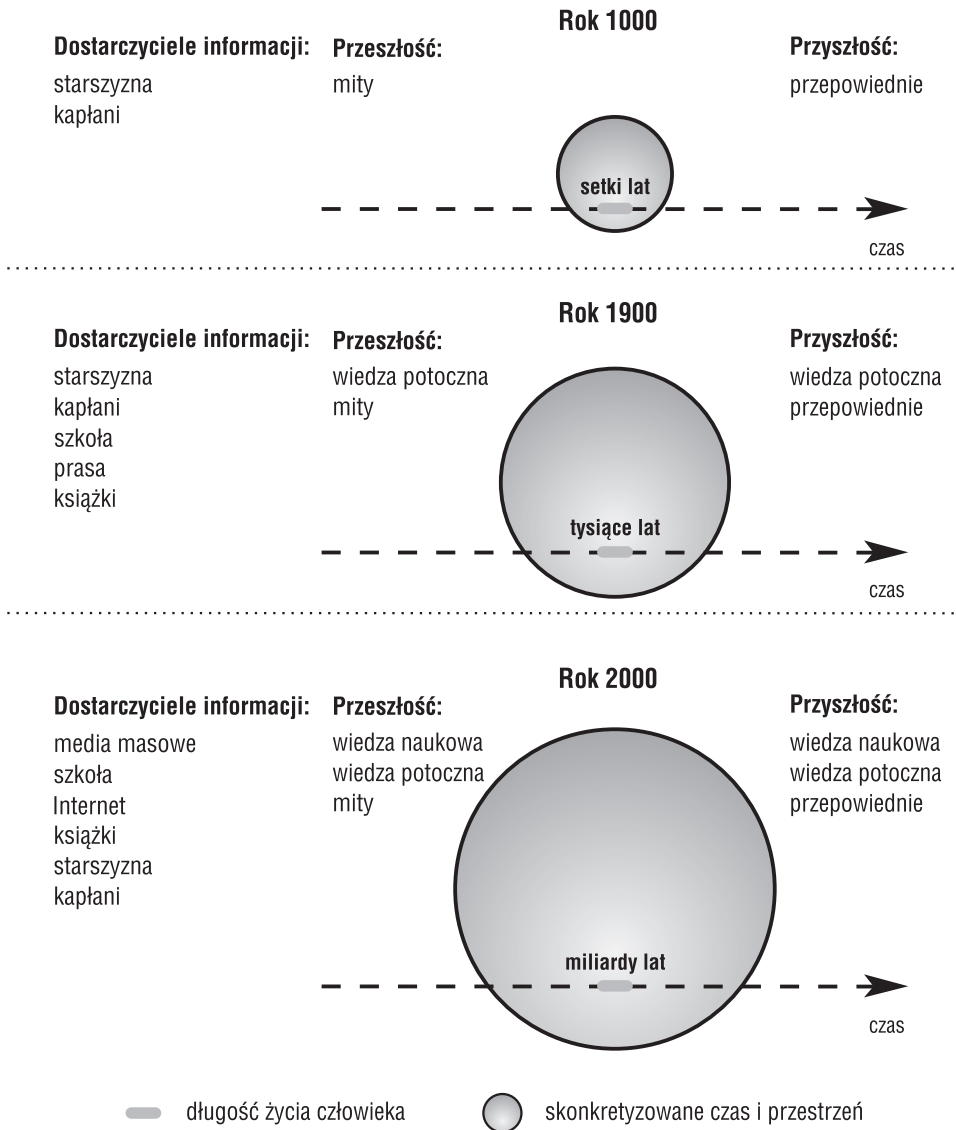 Rok 1000
Dostarczyciele informacji:
starszyzna
kapłani
Przeszłość:
mity
Przyszłość:
przepowiednie
setki lat
czas
Rok 1900
Dostarczyciele informacji:
starszyzna
kapłani
szkoła
prasa
książki
Przeszłość:
wiedza potoczna
mity
Przyszłość:
wiedza potoczna
przepowiednie
tysiące lat
czas
Rok 2000
Dostarczyciele informacji:
media masowe
szkoła
Internet
książki
starszyzna
kapłani
Przeszłość:
wiedza naukowa
wiedza potoczna
mity
Przyszłość:
wiedza naukowa
wiedza potoczna
przepowiednie
miliardy lat
czas
długość życia człowieka
skonkretyzowane czas i przestrzeń